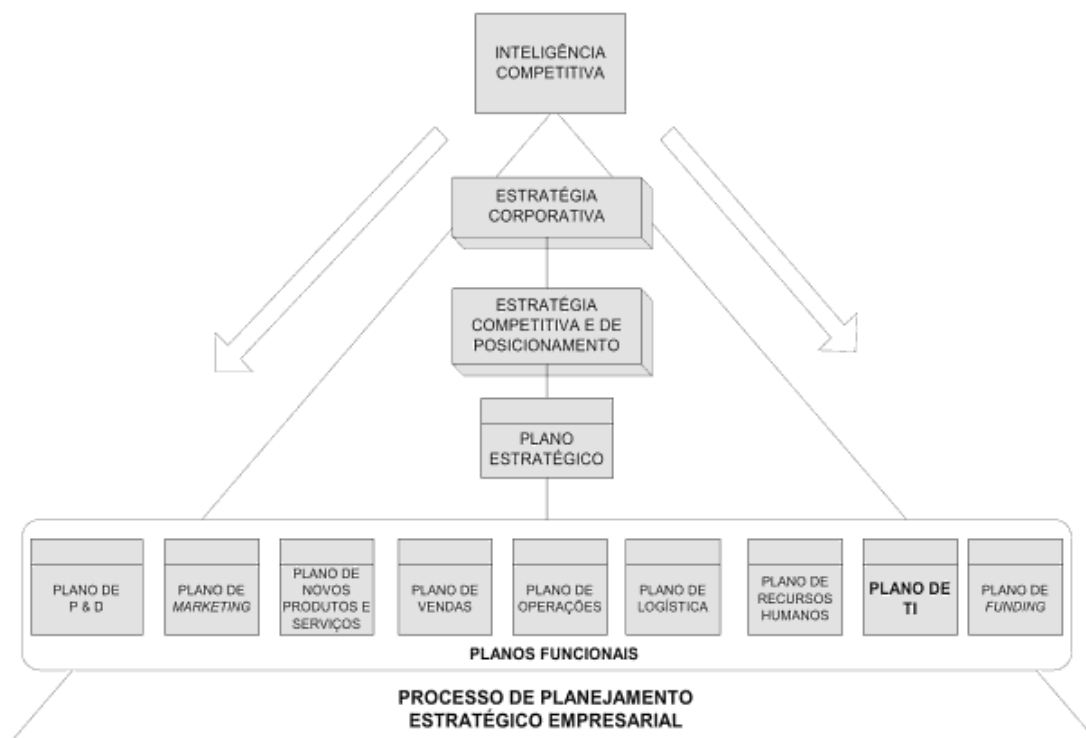 INTELIGÊNCIA
COMPETITIVA
ESTRATÉGIA
CORPORATIVA
ESTRATÉGIA
COMPETITIVA E DE
POSICIONAMENTO
PLANO
ESTRATÉGICO
PLANO DE
P & D
PLANO DE
MARKETING
PLANO DE
NOVOS
PRODUTOS E
SERVIÇOS
PLANO DE
VENDAS
PLANO DE
OPERAÇÕES
PLANO DE
LOGÍSTICA
PLANO DE
RECURSOS
HUMANOS
PLANO DE
TI
PLANO DE
FUNDING
PLANOS FUNCIONAIS
PROCESSO DE PLANEJAMENTO
ESTRATÉGICO EMPRESARIAL